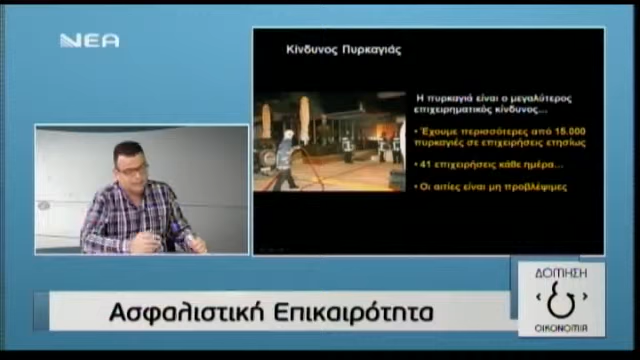 ΝΕΑ
Κίνδυνος Πυρκαγιάς
Η πυρκαγιά είναι ο μεγαλύτερος
επιχειρηματικός κίνδυνος...
• Έχουμε περισσότερες από 15.000
πυρκαγιές σε επιχειρήσεις ετησίως
• 41 επιχειρήσεις κάθε ημέρα...
• Οι αιτίες είναι μη προβλέψιμες
ΔΟΜΗΣΗ
ΟΙΚΟΝΟΜΙΑ
Ασφαλιστική Επικαιρότητα